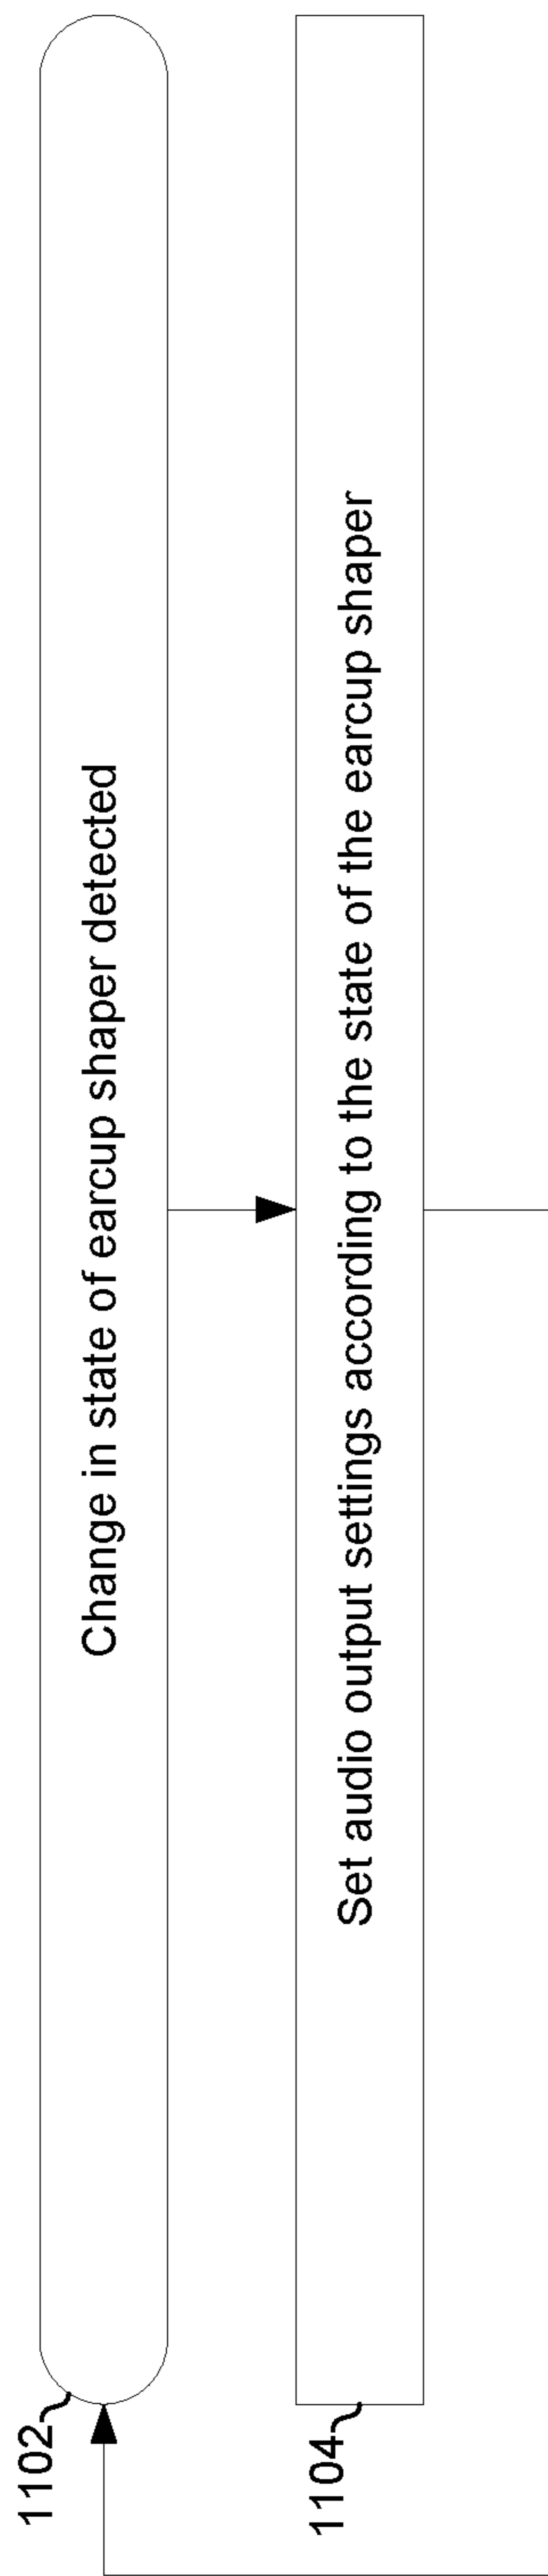 1102
Change in state of earcup shaper detected
1104
Set audio output settings according to the state of the earcup shaper